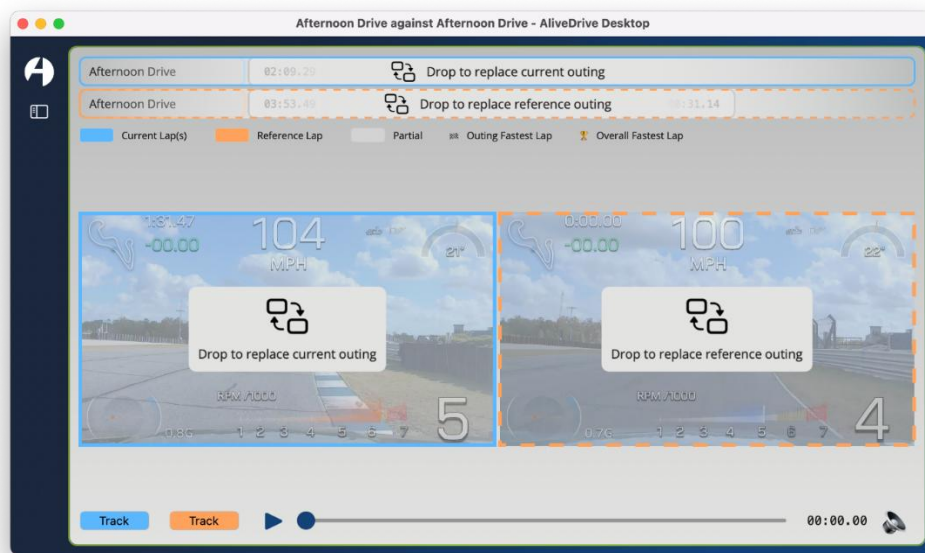 Afternoon Drive against Afternoon Drive - AliveDrive Desktop
Afternoon Drive 02:09.29 Drop to replace current outing
Afternoon Drive 03:53.49 Drop to replace reference outing 31.14
Current Lap(s) Reference Lap Partial Outing Fastest Lap Overall Fastest Lap
1:31.47 104 0:00.00 100
-00.00 21° -00.00 22°
MPH MPH
Drop to replace current outing Drop to replace reference outing
RPM /1000 RPM /1000
0.8G 1 2 3 4 5 6 7 5 0.7G 1 2 3 4 5 6 7 4
Track Track 00:00.00